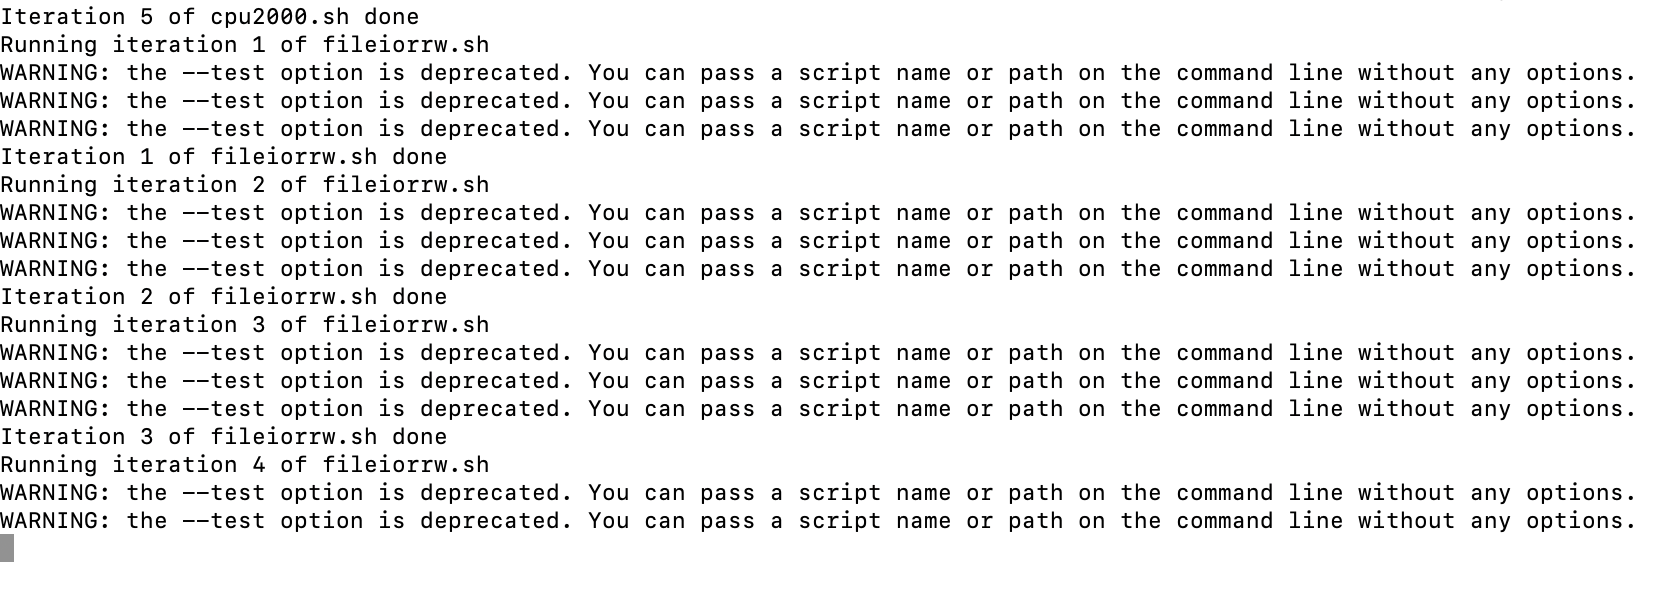 Iteration 5 of cpu2000.sh done
Running iteration 1 of fileiorrw.sh
WARNING: the --test option is deprecated. You can pass a script name or path on the command line without any options.
WARNING: the --test option is deprecated. You can pass a script name or path on the command line without any options.
WARNING: the --test option is deprecated. You can pass a script name or path on the command line without any options.
Iteration 1 of fileiorrw.sh done
Running iteration 2 of fileiorrw.sh
WARNING: the --test option is deprecated. You can pass a script name or path on the command line without any options.
WARNING: the --test option is deprecated. You can pass a script name or path on the command line without any options.
WARNING: the --test option is deprecated. You can pass a script name or path on the command line without any options.
Iteration 2 of fileiorrw.sh done
Running iteration 3 of fileiorrw.sh
WARNING: the --test option is deprecated. You can pass a script name or path on the command line without any options.
WARNING: the --test option is deprecated. You can pass a script name or path on the command line without any options.
WARNING: the --test option is deprecated. You can pass a script name or path on the command line without any options.
Iteration 3 of fileiorrw.sh done
Running iteration 4 of fileiorrw.sh
WARNING: the --test option is deprecated. You can pass a script name or path on the command line without any options.
WARNING: the --test option is deprecated. You can pass a script name or path on the command line without any options.